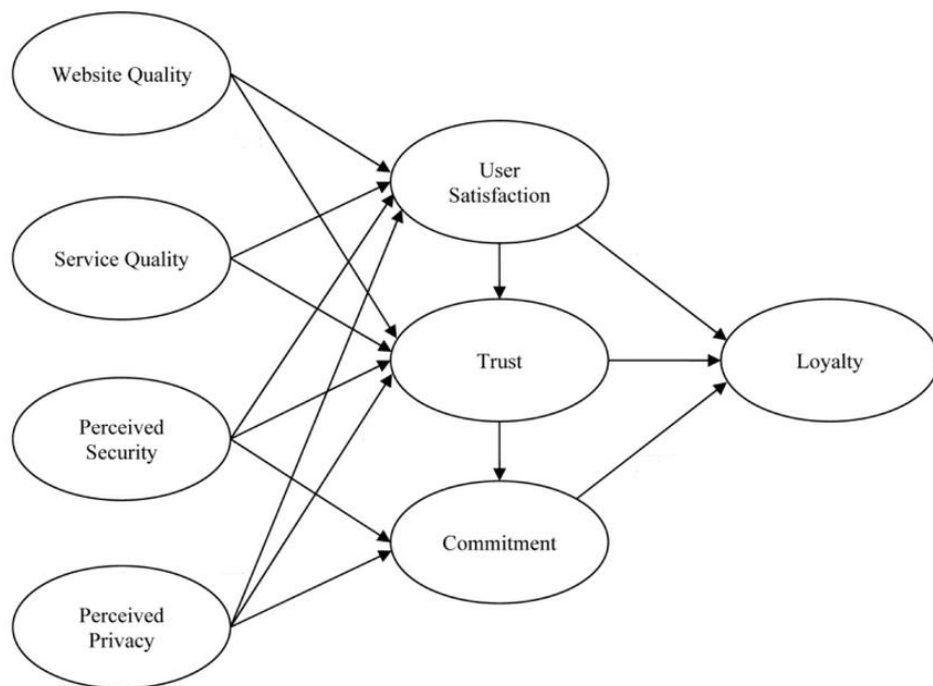 Website Quality
User
Satisfaction
Service Quality
Trust
Loyalty
Perceived
Security
Commitment
Perceived
Privacy